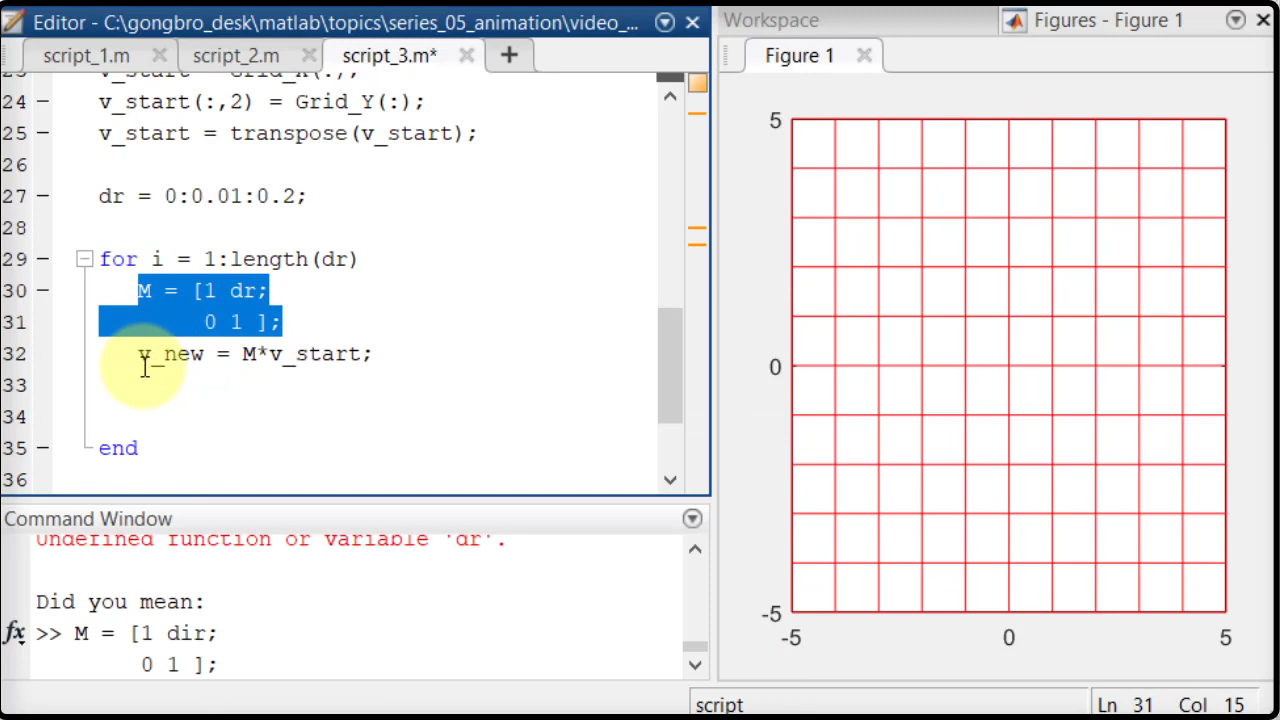 Editor - C:\gongbro_desk\matlab\topics\series_05_animation\video_...
script_1.m
script_2.m
script_3.m*
23 v_start = Grid_X(:);
24 - v_start(:,2) = Grid_Y(:);
25 - v_start = transpose(v_start);
26
27 - dr = 0:0.01:0.2;
28
29 - for i = 1:length(dr)
30 - M = [1 dr;
31 0 1 ];
32 - v_new = M*v_start;
33
34
35 - end
36
Command Window
Undefined function or variable 'dr'.
Did you mean:
fx >> M = [1 dir;
0 1 ];
Workspace
Figures - Figure 1
Figure 1
5
0
-5
-5 0 5
script
Ln 31 Col 15